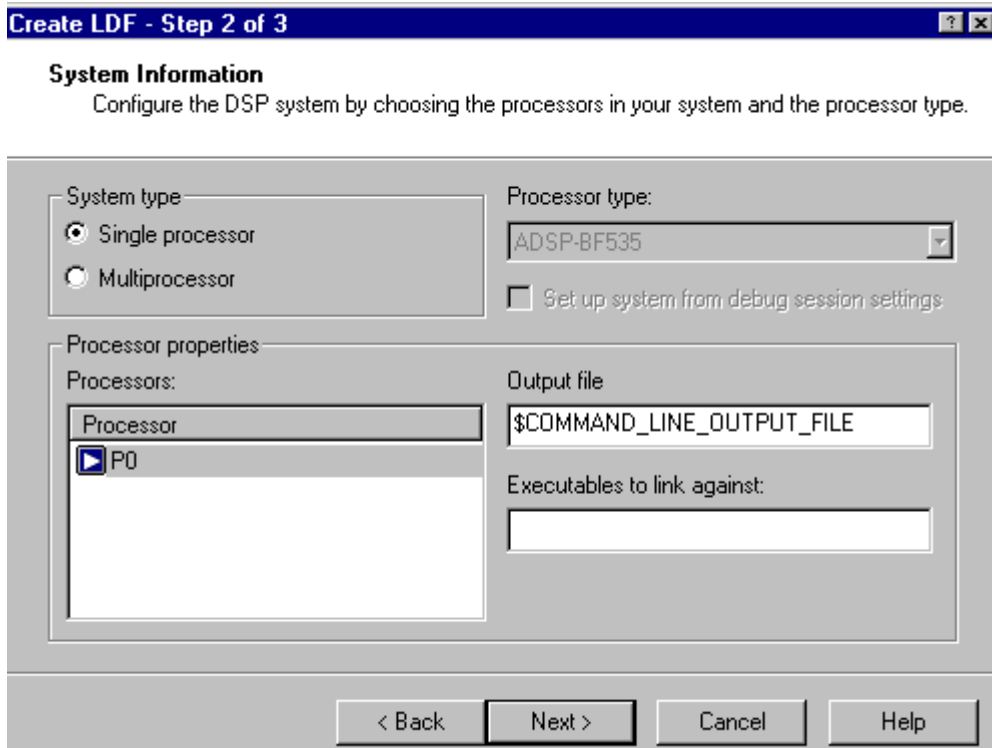 Create LDF - Step 2 of 3
System Information
Configure the DSP system by choosing the processors in your system and the processor type.
System type
Single processor
Multiprocessor
Processor type:
ADSP-BF535
Set up system from debug session settings
Processor properties
Processors:
Processor
P0
Output file
$COMMAND_LINE_OUTPUT_FILE
Executables to link against:
< Back
Next >
Cancel
Help